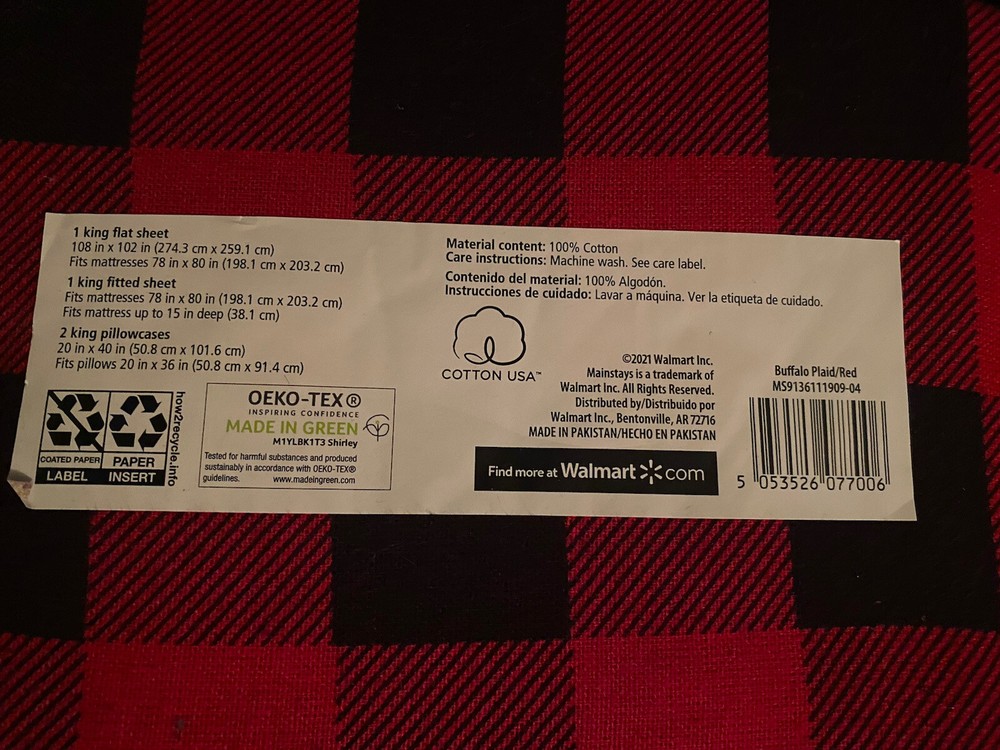 1 king flat sheet
108 in x 102 in (274.3 cm x 259.1 cm)
Fits mattresses 78 in x 80 in (198.1 cm x 203.2 cm)
1 king fitted sheet
Fits mattresses 78 in x 80 in (198.1 cm x 203.2 cm)
Fits mattress up to 15 in deep (38.1 cm)
2 king pillowcases
20 in x 40 in (50.8 cm x 101.6 cm)
Fits pillows 20 in x 36 in (50.8 cm x 91.4 cm)
COATED PAPER
LABEL
PAPER
INSERT
how2recycle.info
OEKO-TEX®
INSPIRING CONFIDENCE
MADE IN GREEN
M1YLBK1T3 Shirley
Tested for harmful substances and produced
sustainably in accordance with OEKO-TEX®
guidelines. www.madeingreen.com
Material content: 100% Cotton
Care instructions: Machine wash. See care label.
Contenido del material: 100% Algodón.
Instrucciones de cuidado: Lavar a máquina. Ver la etiqueta de cuidado.
COTTON USA™
©2021 Walmart Inc.
Mainstays is a trademark of
Walmart Inc. All Rights Reserved.
Distributed by/Distribuido por
Walmart Inc., Bentonville, AR 72716
MADE IN PAKISTAN/HECHO EN PAKISTAN
Find more at Walmart com
Buffalo Plaid/Red
MS9136111909-04
5 053526 077006